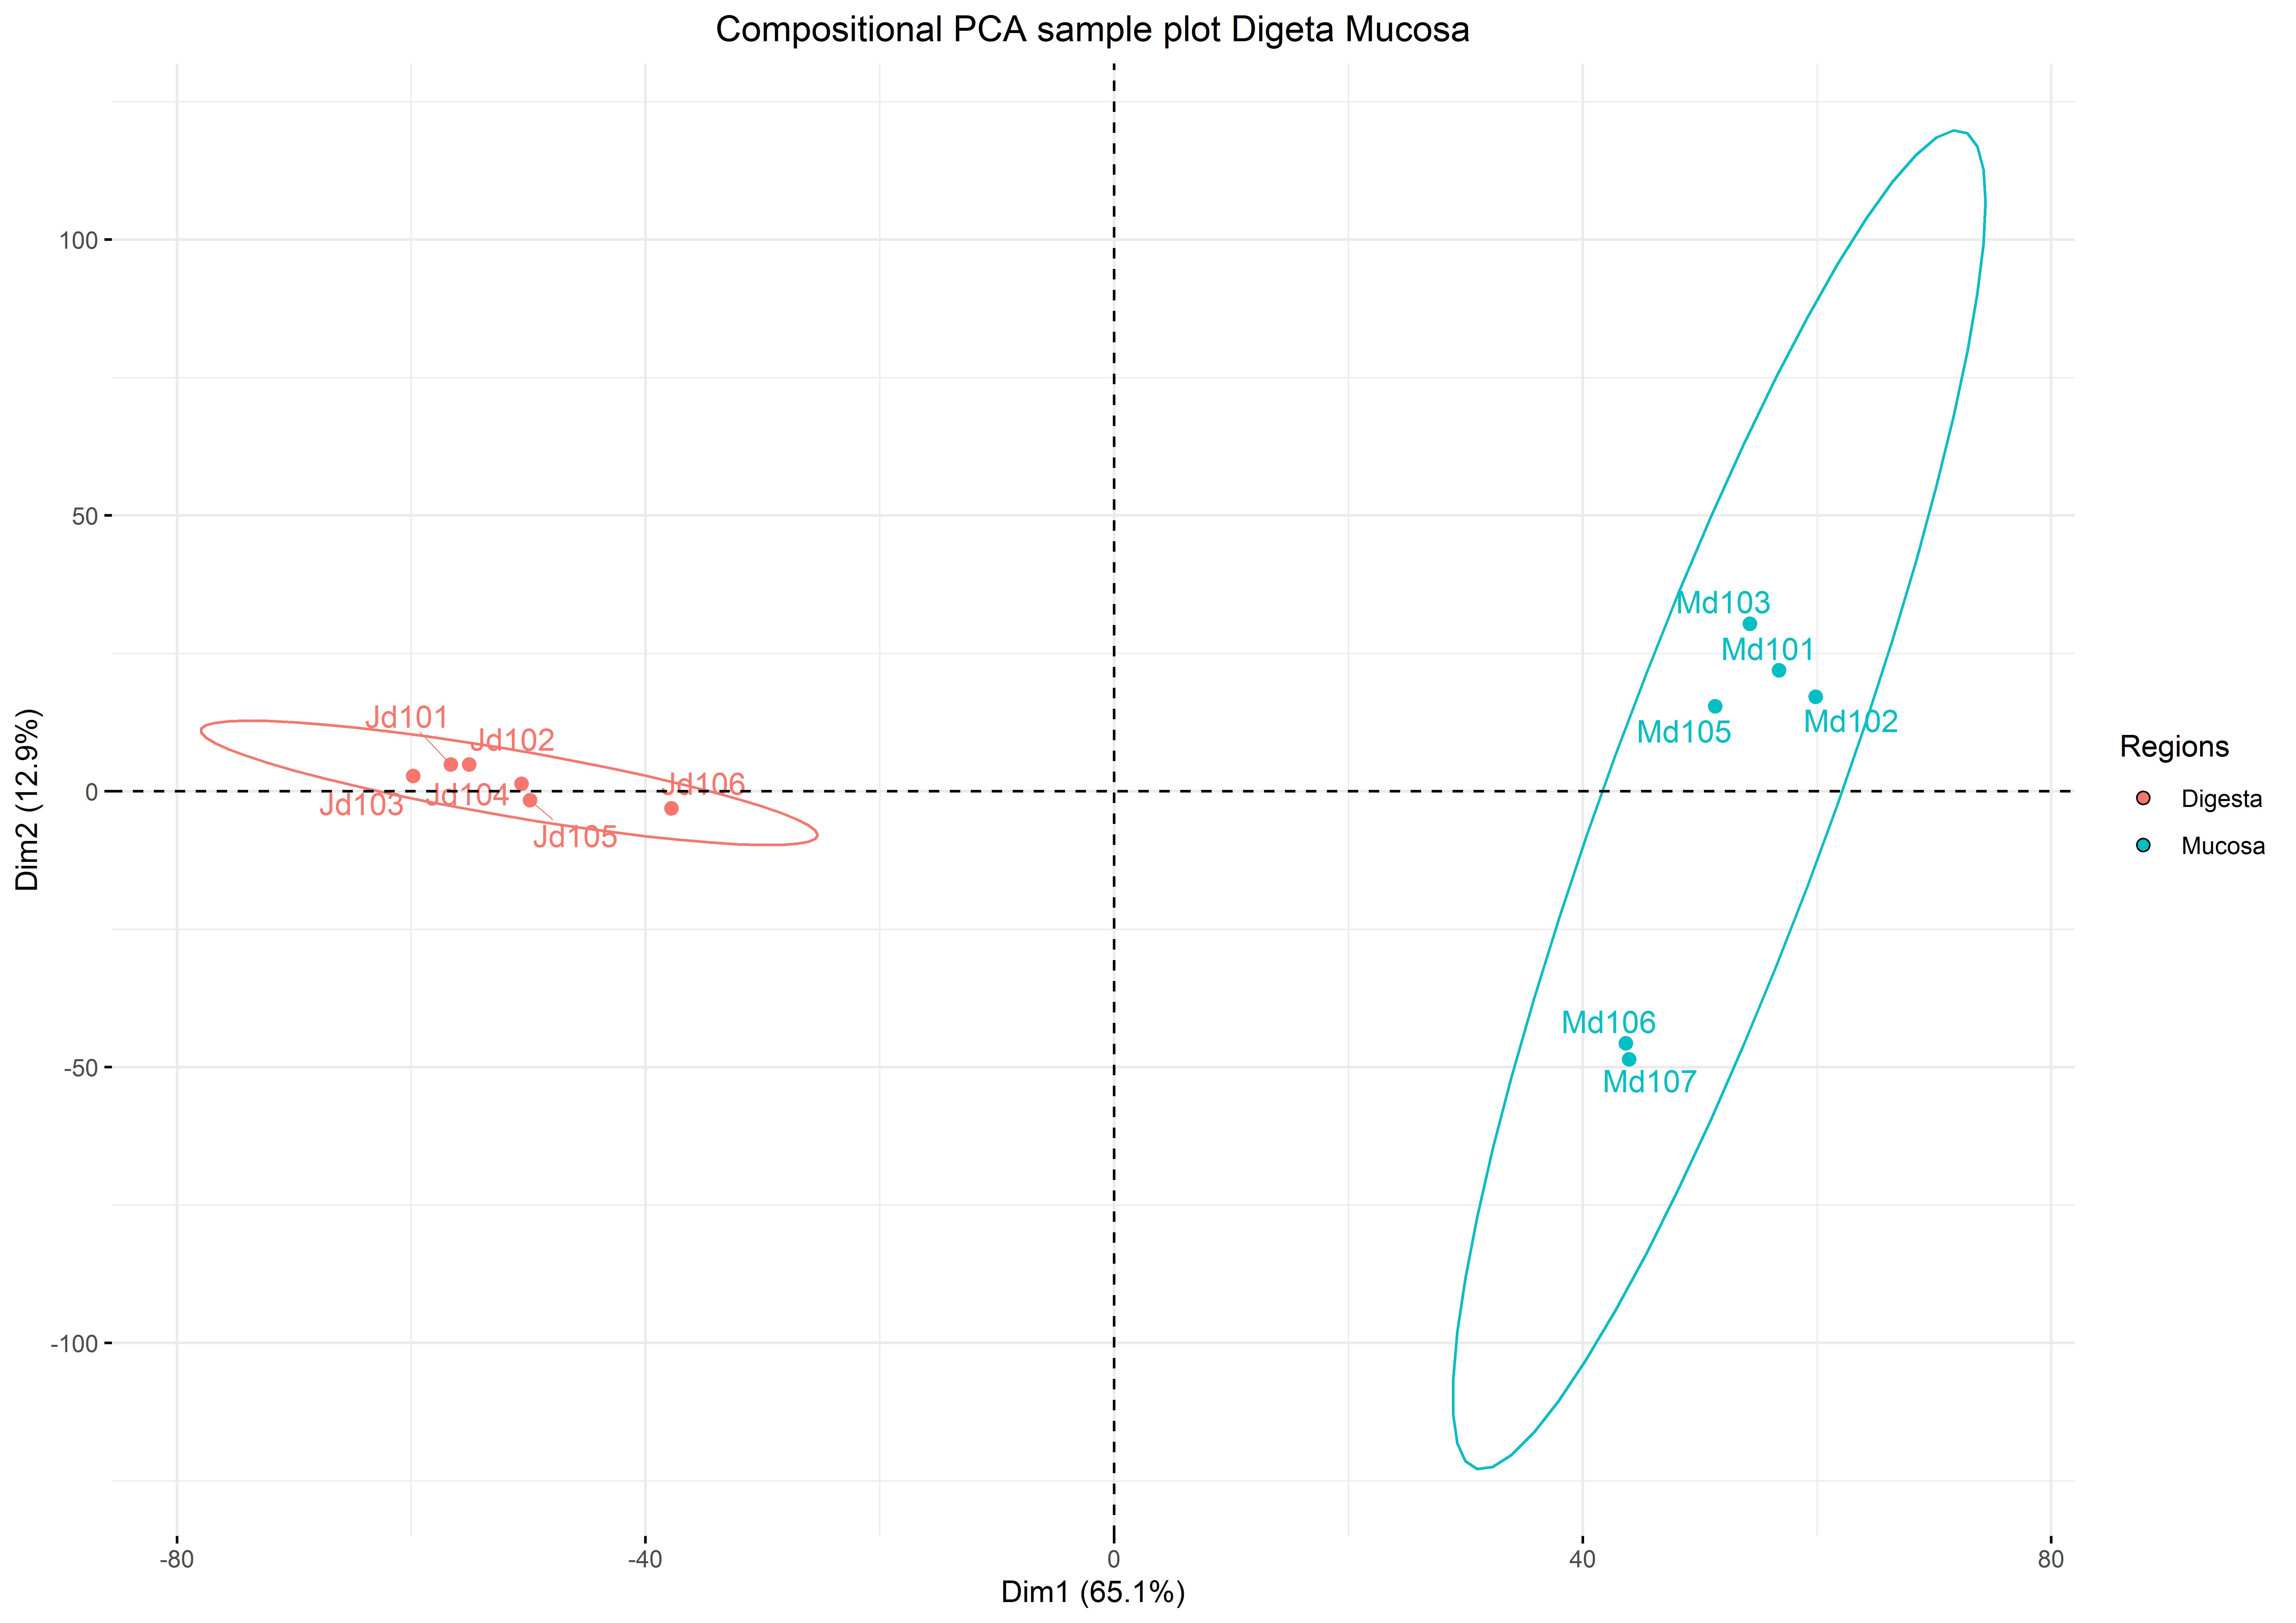 Compositional PCA sample plot Digeta Mucosa
Dim2 (12.9%)
100
50
0
-50
-100
Jd101
Jd102
Jd103
Jd104
Jd106
Jd105
Md103
Md101
Md105
Md102
Md106
Md107
Regions
Digesta
Mucosa
-80
-40
0
40
80
Dim1 (65.1%)